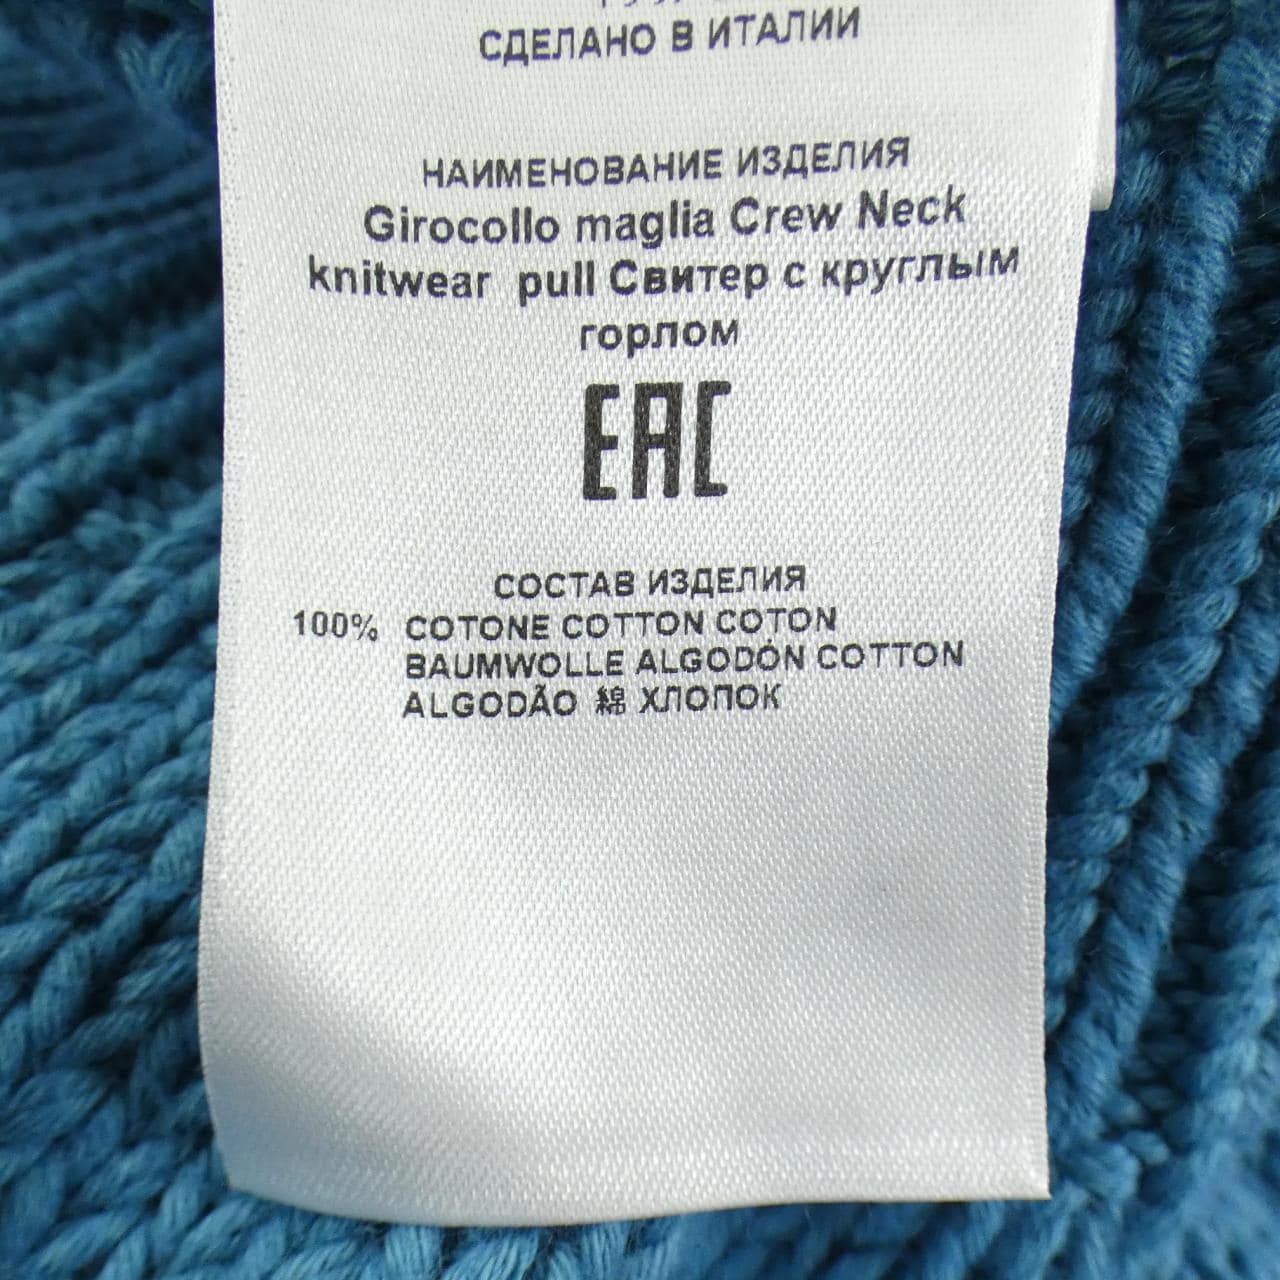 СДЕЛАНО В ИТАЛИИ
НАИМЕНОВАНИЕ ИЗДЕЛИЯ
Girocollo maglia Crew Neck
knitwear pull Свитер с круглым
горлом
EAC
СОСТАВ ИЗДЕЛИЯ
100% COTONE COTTON COTON
BAUMWOLLE ALGODÓN COTTON
ALGODÃO 綿 ХЛОПОК